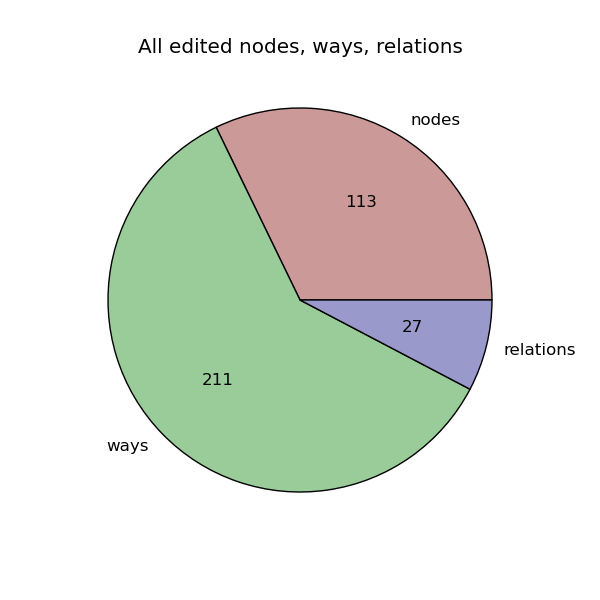 All edited nodes, ways, relations
nodes
113
27
relations
211
ways